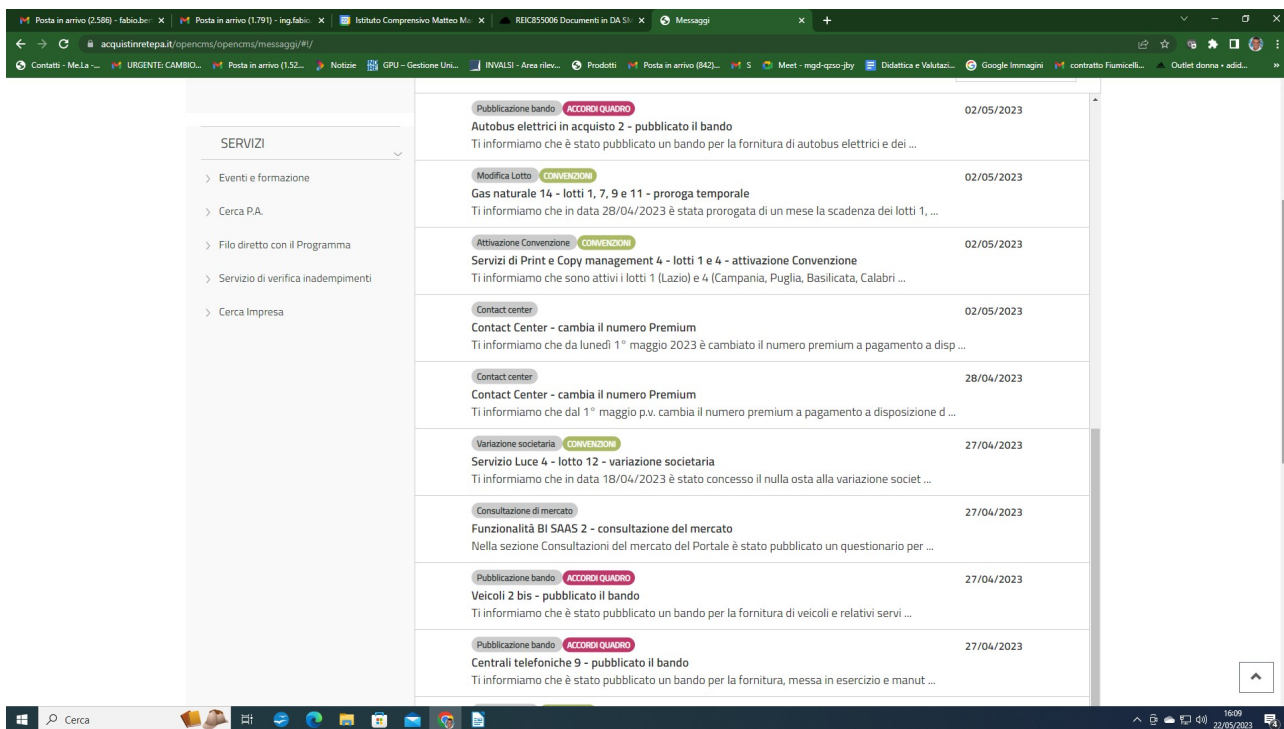 Posta in arrivo (2.586) - fabio.ber
Posta in arrivo (1.791) - ing.fabio.
Istituto Comprensivo Matteo Ma
REIC855006 Documenti in DA
Messaggi
acquistinretepa.it/opencms/opencms/messaggi/#!/
Contatti - Me.La -...
URGENTE: CAMBIO...
Posta in arrivo (1.52...
Notizie
GPU – Gestione Uni...
INVALSI - Area rilev...
Prodotti
Posta in arrivo (842)...
S
Meet - mgd-qzso-jby
Didattica e Valutazi...
Google Immagini
contratto Fiumicelli...
Outlet donna • adid...
»
SERVIZI
Eventi e formazione
Cerca P.A.
Filo diretto con il Programma
Servizio di verifica inadempimenti
Cerca Impresa
Pubblicazione bando ACCORDI QUADRO 02/05/2023
Autobus elettrici in acquisto 2 - pubblicato il bando
Ti informiamo che è stato pubblicato un bando per la fornitura di autobus elettrici e dei ...
Modifica Lotto CONVENZIONI 02/05/2023
Gas naturale 14 - lotti 1, 7, 9 e 11 - proroga temporale
Ti informiamo che in data 28/04/2023 è stata prorogata di un mese la scadenza dei lotti 1, ...
Attivazione Convenzione CONVENZIONI 02/05/2023
Servizi di Print e Copy management 4 - lotti 1 e 4 - attivazione Convenzione
Ti informiamo che sono attivi i lotti 1 (Lazio) e 4 (Campania, Puglia, Basilicata, Calabri ...
Contact center 02/05/2023
Contact Center - cambia il numero Premium
Ti informiamo che da lunedì 1° maggio 2023 è cambiato il numero premium a pagamento a disp ...
Contact center 28/04/2023
Contact Center - cambia il numero Premium
Ti informiamo che dal 1° maggio p.v. cambia il numero premium a pagamento a disposizione d ...
Variazione societaria CONVENZIONI 27/04/2023
Servizio Luce 4 - lotto 12 - variazione societaria
Ti informiamo che in data 18/04/2023 è stato concesso il nulla osta alla variazione societ ...
Consultazione di mercato 27/04/2023
Funzionalità BI SAAS 2 - consultazione del mercato
Nella sezione Consultazioni del mercato del Portale è stato pubblicato un questionario per ...
Pubblicazione bando ACCORDI QUADRO 27/04/2023
Veicoli 2 bis - pubblicato il bando
Ti informiamo che è stato pubblicato un bando per la fornitura di veicoli e relativi servi ...
Pubblicazione bando ACCORDI QUADRO 27/04/2023
Centrali telefoniche 9 - pubblicato il bando
Ti informiamo che è stato pubblicato un bando per la fornitura, messa in esercizio e manut ...
Cerca
16:09
22/05/2023